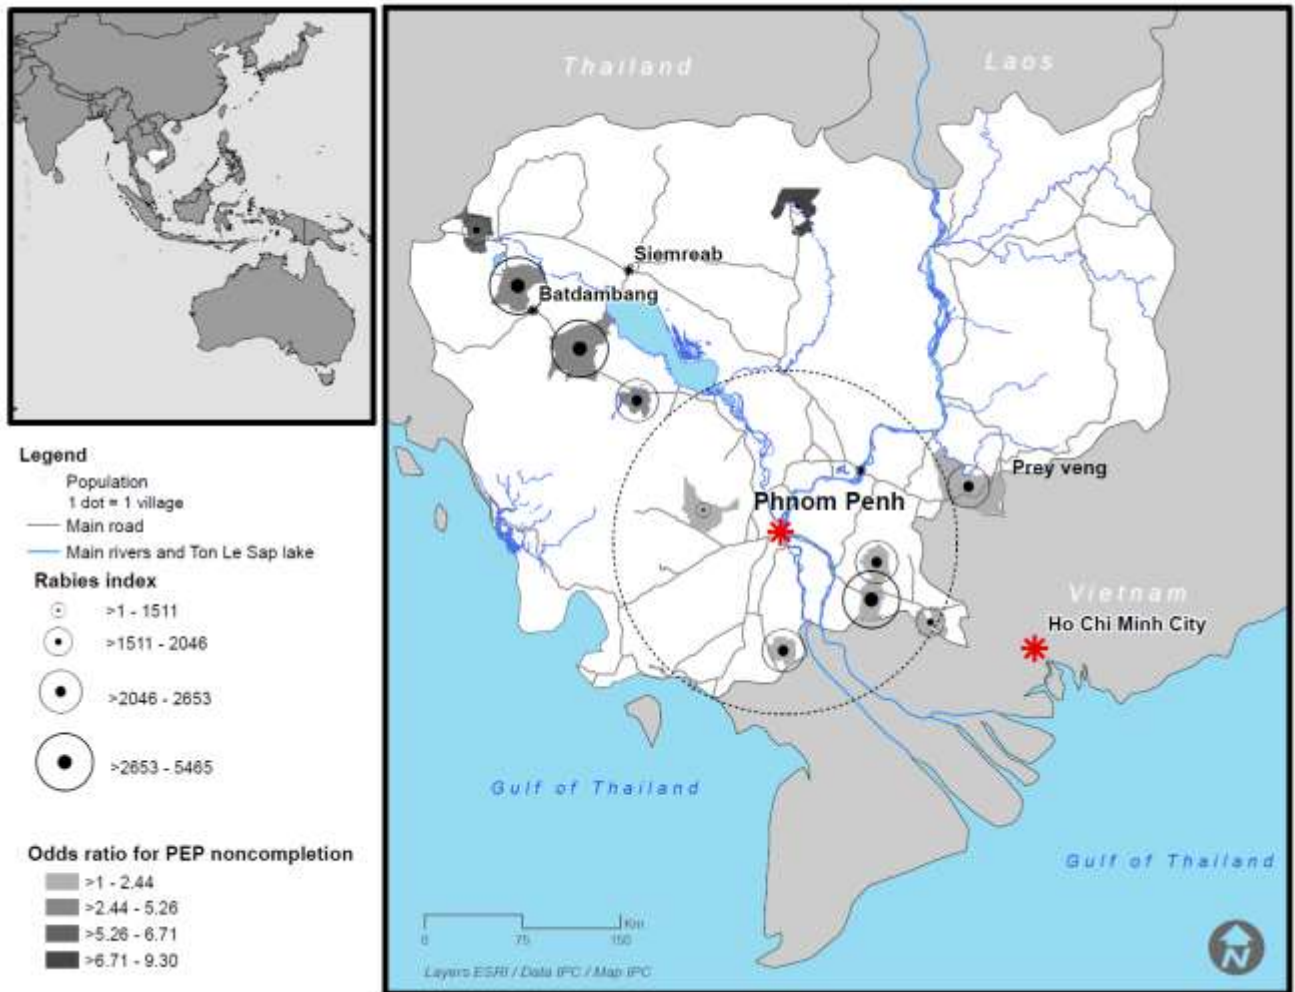 Thailand
Laos
Siemreab
Batdambang
Prey veng
Phnom Penh
Vietnam
Ho Chi Minh City
Gulf of Thailand
Gulf of Thailand
Km
0 75 150
Layers ESRI / Data IPC / Map IPC
N
Legend
Population
1 dot = 1 village
Main road
Main rivers and Ton Le Sap lake
Rabies index
>1 - 1511
>1511 - 2046
>2046 - 2653
>2653 - 5465
Odds ratio for PEP noncompletion
>1 - 2.44
>2.44 - 5.26
>5.26 - 6.71
>6.71 - 9.30